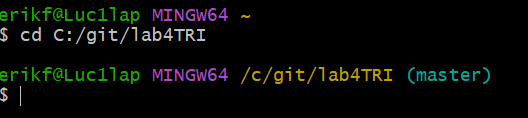 erikf@Luc1lap MINGW64 ~
$ cd C:/git/lab4TRI
erikf@Luc1lap MINGW64 /c/git/lab4TRI (master)
$